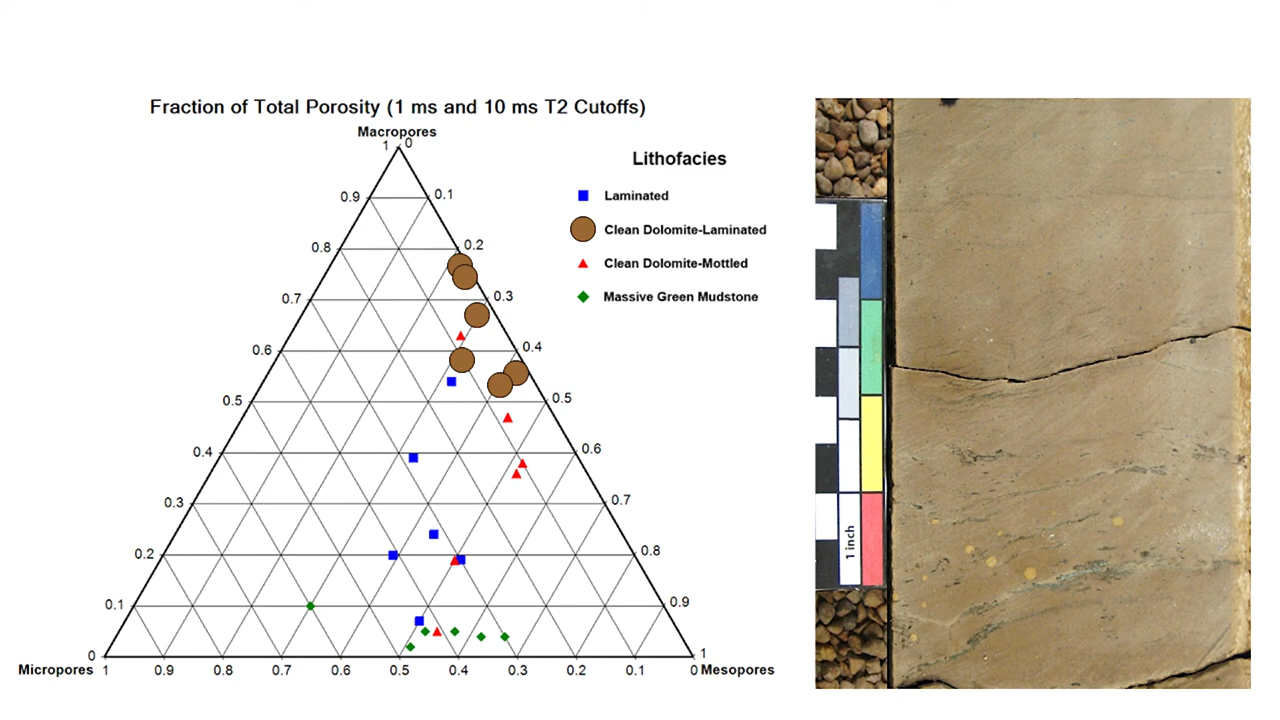 Fraction of Total Porosity (1 ms and 10 ms T2 Cutoffs)
Macropores
1 0
Lithofacies
Laminated
Clean Dolomite-Laminated
Clean Dolomite-Mottled
Massive Green Mudstone
0.9 0.1
0.8 0.2
0.7 0.3
0.6 0.4
0.5 0.5
0.4 0.6
0.3 0.7
0.2 0.8
0.1 0.9
0 1
Micropores 1 0.9 0.8 0.7 0.6 0.5 0.4 0.3 0.2 0.1 0 Mesopores
1 inch